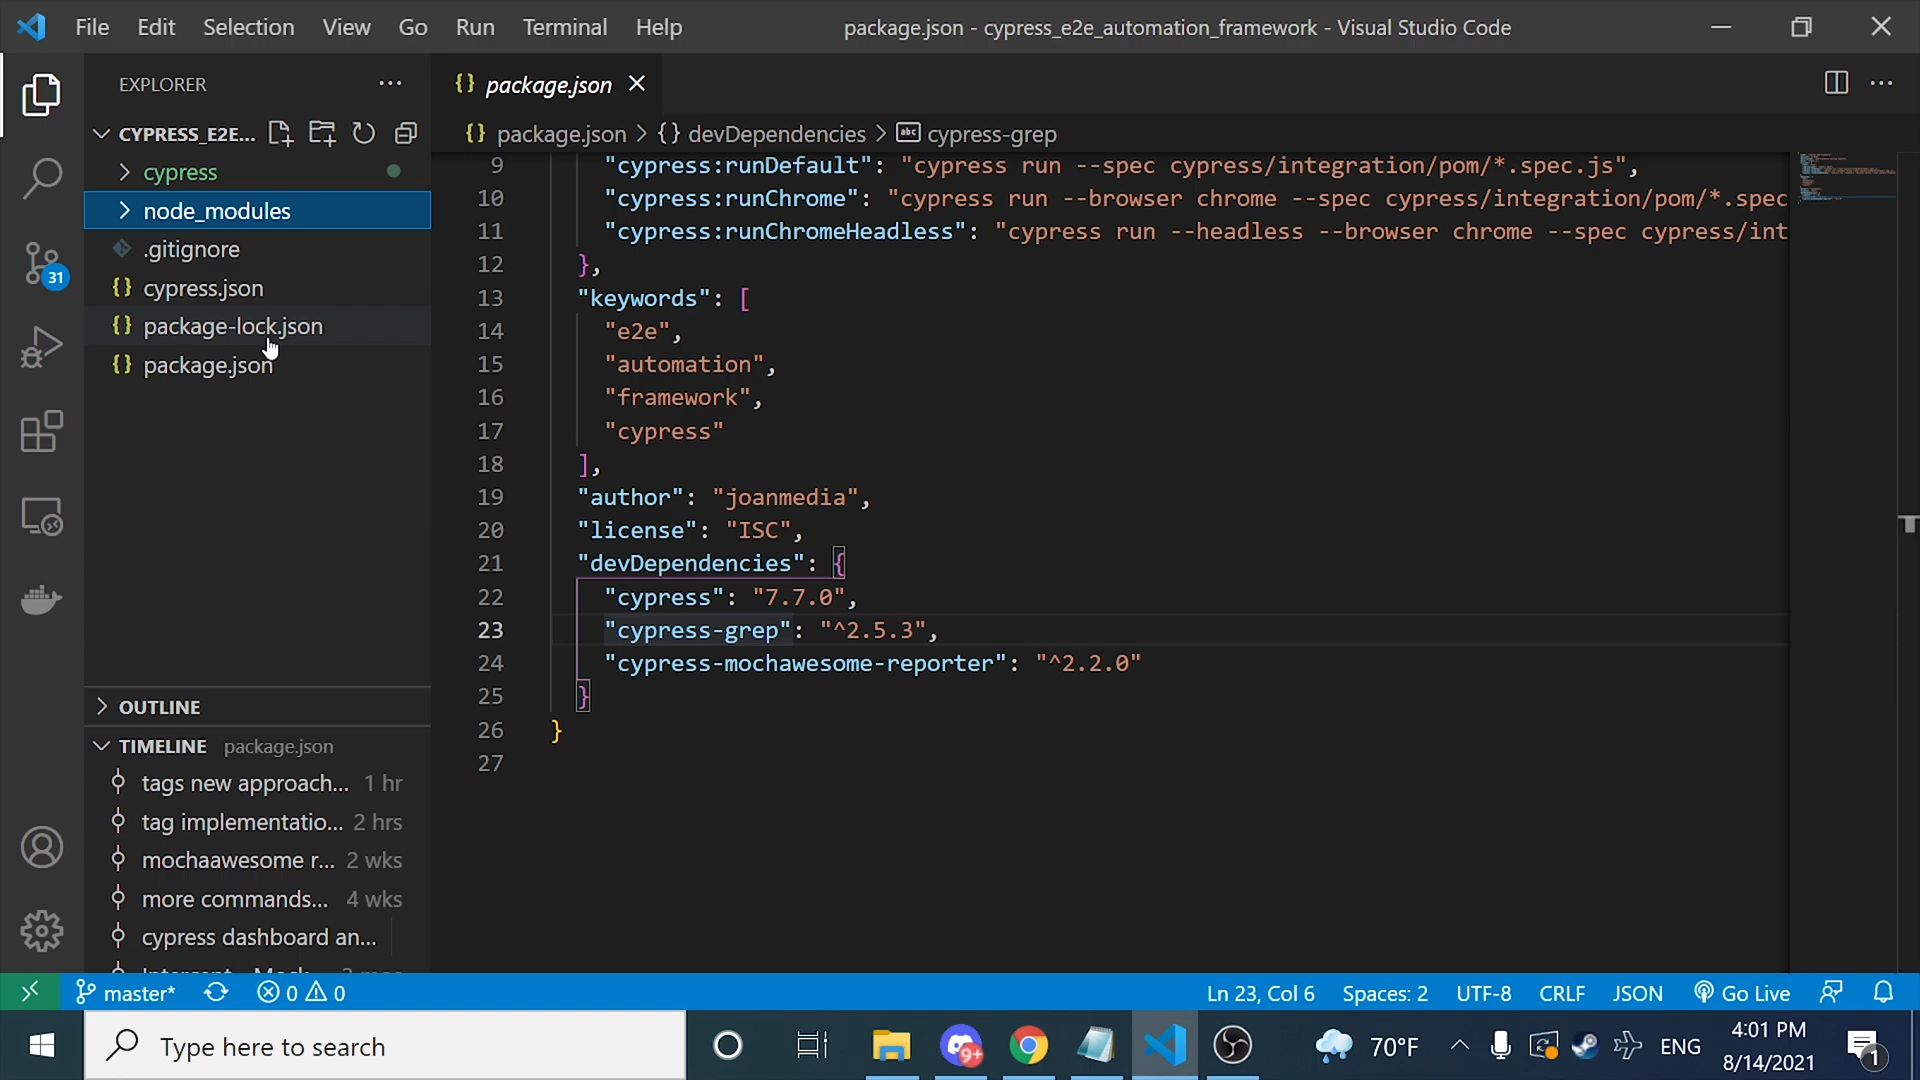 File Edit Selection View Go Run Terminal Help
package.json - cypress_e2e_automation_framework - Visual Studio Code
EXPLORER
CYPRESS_E2E...
cypress
node_modules
.gitignore
cypress.json
package-lock.json
package.json
OUTLINE
TIMELINE package.json
tags new approach... 1 hr
tag implementatio... 2 hrs
mochaawesome r... 2 wks
more commands... 4 wks
cypress dashboard an...
31
package.json
package.json > {} devDependencies > abc cypress-grep
9 "cypress:runDefault": "cypress run --spec cypress/integration/pom/*.spec.js",
10 "cypress:runChrome": "cypress run --browser chrome --spec cypress/integration/pom/*.spec
11 "cypress:runChromeHeadless": "cypress run --headless --browser chrome --spec cypress/int
12 },
13 "keywords": [
14 "e2e",
15 "automation",
16 "framework",
17 "cypress"
18 ],
19 "author": "joanmedia",
20 "license": "ISC",
21 "devDependencies": {
22 "cypress": "7.7.0",
23 "cypress-grep": "^2.5.3",
24 "cypress-mochawesome-reporter": "^2.2.0"
25 }
26 }
27
master* 0 0 Ln 23, Col 6 Spaces: 2 UTF-8 CRLF JSON Go Live
Type here to search 9+ 70°F ENG
4:01 PM
8/14/2021
1